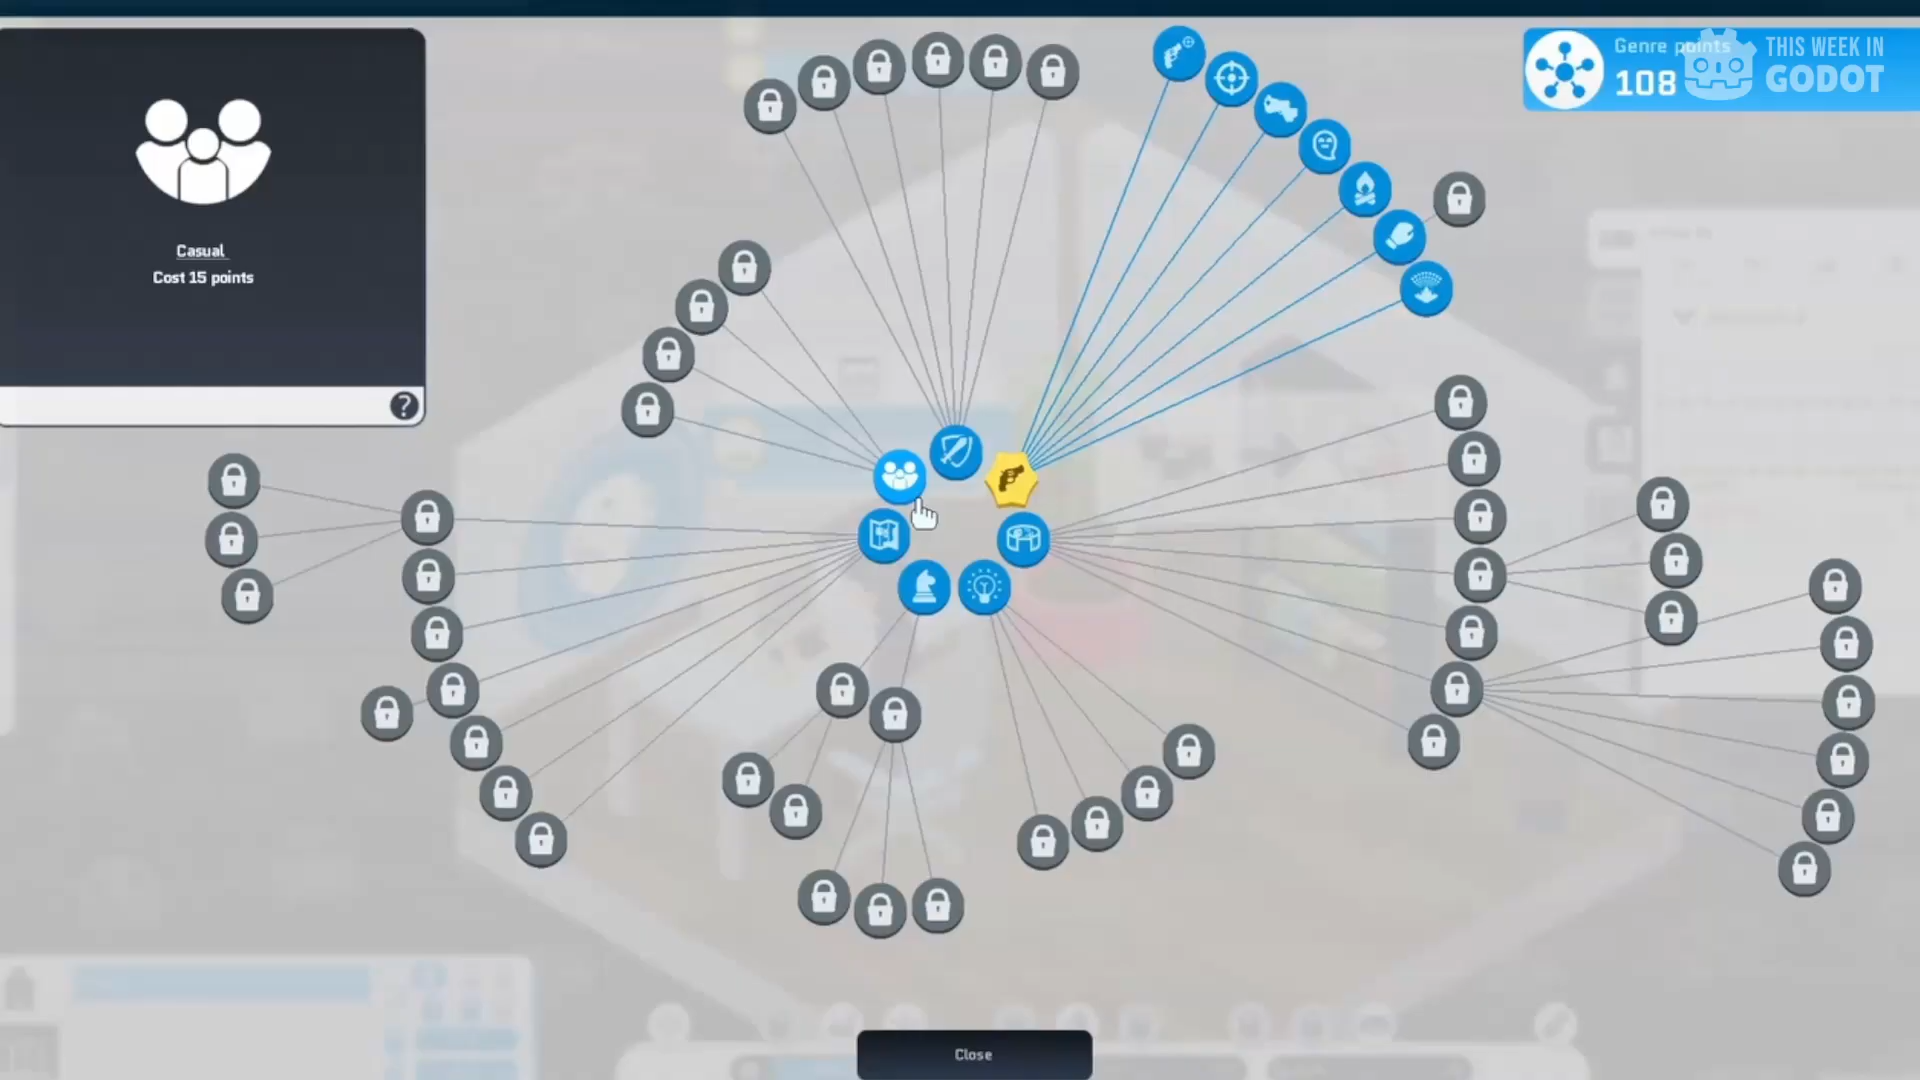 Genre points
108
THIS WEEK IN
GODOT
Casual
Cost 15 points
?
Close